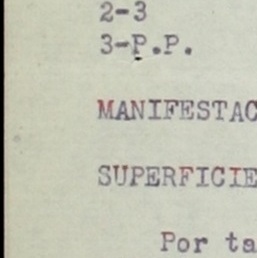 2-3
3-P.P.
MANIFESTAC
SUPERFICIE
Por ta